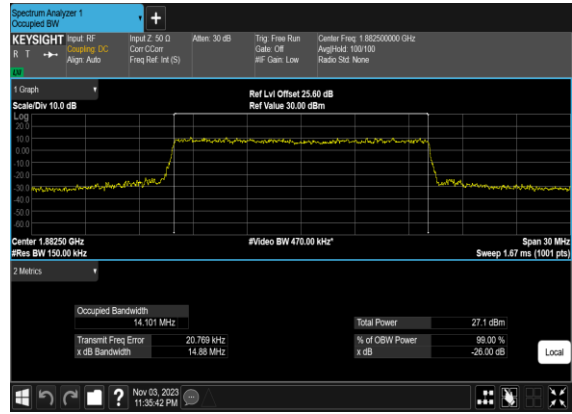 Spectrum Analyzer 1
Occupied BW
+
KEYSIGHT
R T
LW
Input: RF
Coupling: DC
Align: Auto
Input Z: 50 Ω
Corr CCorr
Freq Ref: Int (S)
Atten: 30 dB
Trig: Free Run
Gate: Off
#IF Gain: Low
Center Freq: 1.882500000 GHz
Avg|Hold: 100/100
Radio Std: None
1 Graph
Scale/Div 10.0 dB
Ref Lvl Offset 25.60 dB
Ref Value 30.00 dBm
Log
20.0
10.0
0.00
-10.0
-20.0
-30.0
-40.0
-50.0
-60.0
Center 1.88250 GHz
#Res BW 150.00 kHz
#Video BW 470.00 kHz*
Span 30 MHz
Sweep 1.67 ms (1001 pts)
2 Metrics
Occupied Bandwidth
14.101 MHz
Transmit Freq Error 20.769 kHz
x dB Bandwidth 14.88 MHz
Total Power 27.1 dBm
% of OBW Power 99.00 %
x dB -26.00 dB
Local
?
Nov 03, 2023
11:35:42 PM